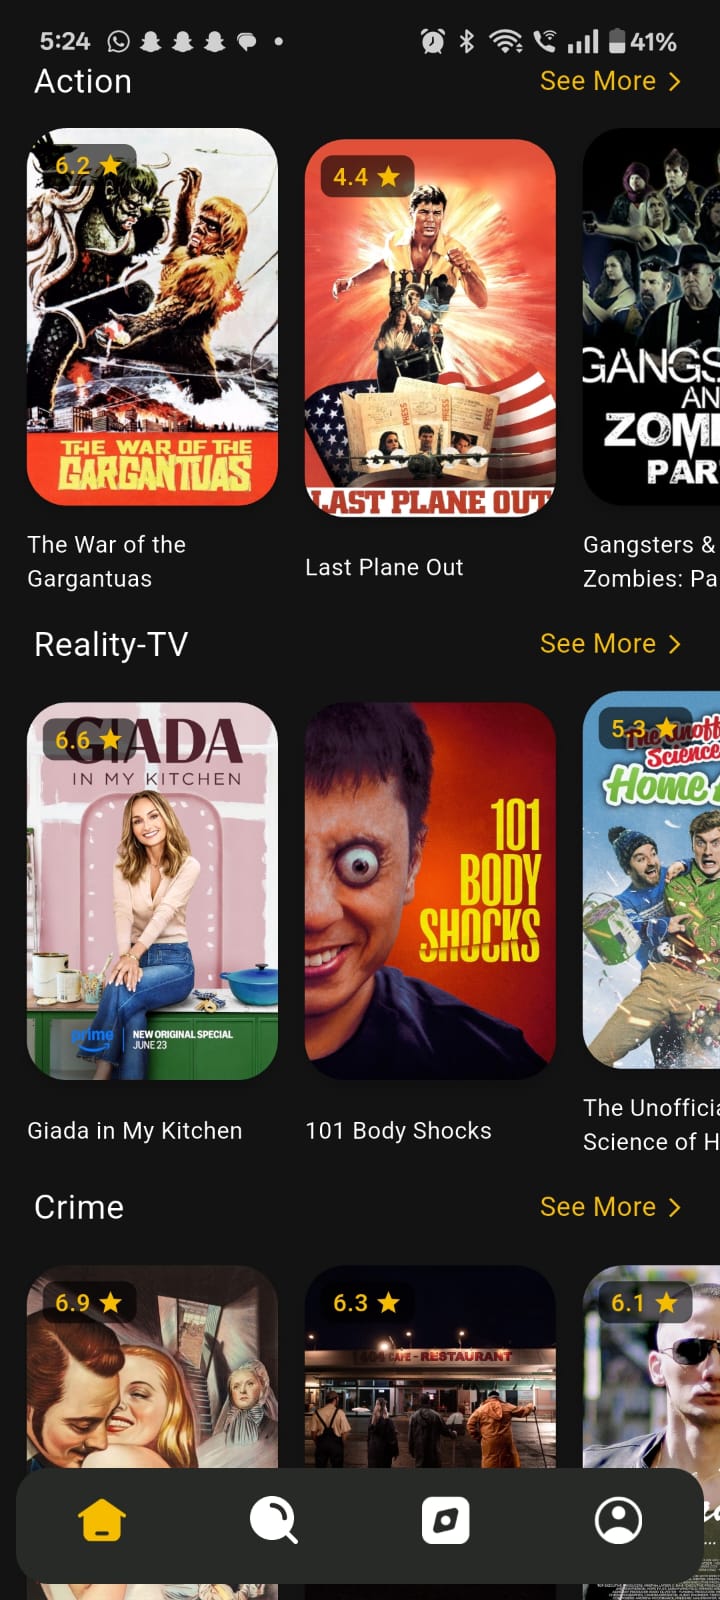 5:24
41%
Action
See More
6.2
THE WAR OF THE
GARGANTUAS
4.4
PRESS
PRESS
LAST PLANE OUT
GANGS
AN
ZOM
PAR
The War of the
Gargantuas
Last Plane Out
Gangsters &
Zombies: Pa
Reality-TV
See More
6.6
GIADA
IN MY KITCHEN
prime
NEW ORIGINAL SPECIAL
JUNE 23
101
BODY
SHOCKS
5.3
The Unoff
Science
Home
Giada in My Kitchen
101 Body Shocks
The Unofficia
Science of H
Crime
See More
6.9
6.3
CAFE - RESTAURANT
6.1